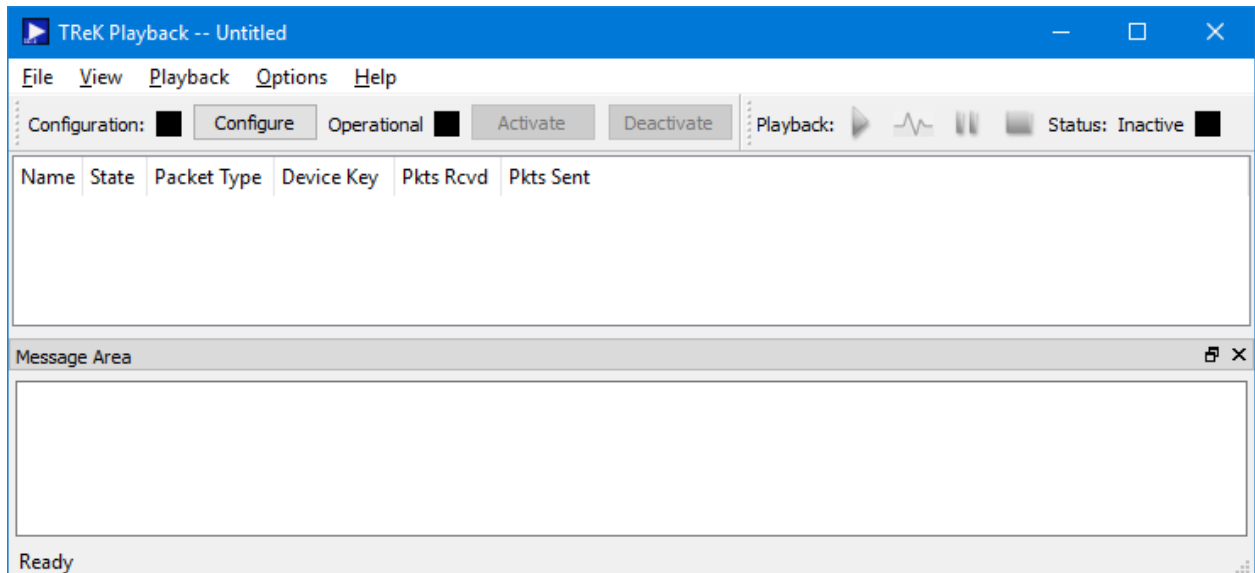 TReK Playback -- Untitled
File View Playback Options Help
Configuration: Configure Operational Activate Deactivate Playback: Status: Inactive
Name State Packet Type Device Key Pkts Rcvd Pkts Sent
Message Area
Ready